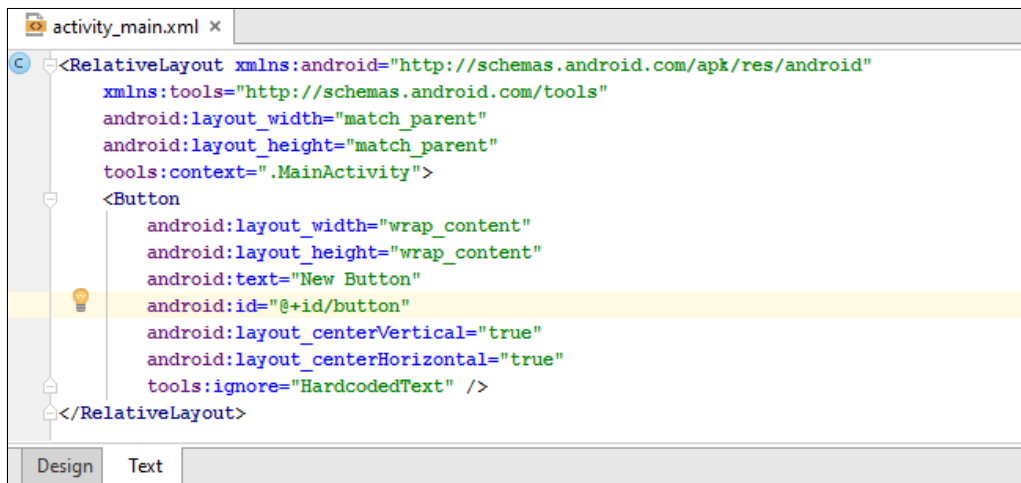 activity_main.xml ×
C <RelativeLayout xmlns:android="http://schemas.android.com/apk/res/android"
xmlns:tools="http://schemas.android.com/tools"
android:layout_width="match_parent"
android:layout_height="match_parent"
tools:context=".MainActivity">
<Button
android:layout_width="wrap_content"
android:layout_height="wrap_content"
android:text="New Button"
android:id="@+id/button"
android:layout_centerVertical="true"
android:layout_centerHorizontal="true"
tools:ignore="HardcodedText" />
</RelativeLayout>
Design Text